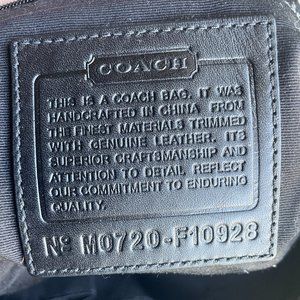 COACH
THIS IS A COACH BAG. IT WAS
HANDCRAFTED IN CHINA FROM
THE FINEST MATERIALS TRIMMED
WITH GENUINE LEATHER. ITS
SUPERIOR CRAFTSMANSHIP AND
ATTENTION TO DETAIL REFLECT
OUR COMMITMENT TO ENDURING
QUALITY.
Nº M0720-F10928